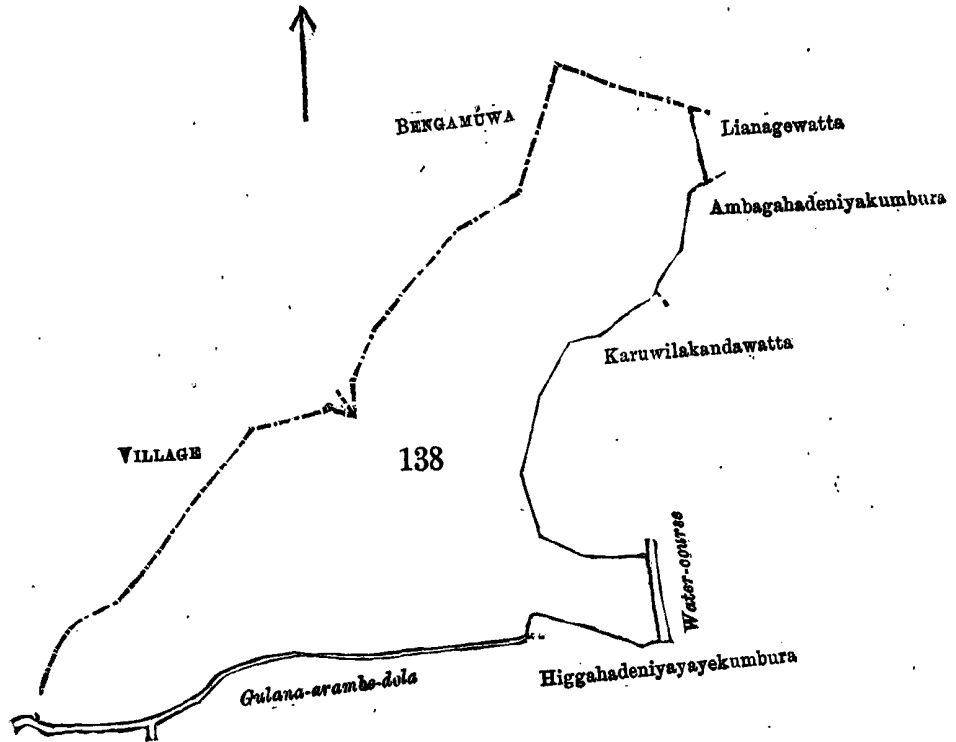 BENGAMUWA
Lianagewatta
Ambagahadeniyakumbura
Karuwilakandawatta
VILLAGE
138
Water-course
Higgahadeniyayayekumbura
Gulana-arambe-dola